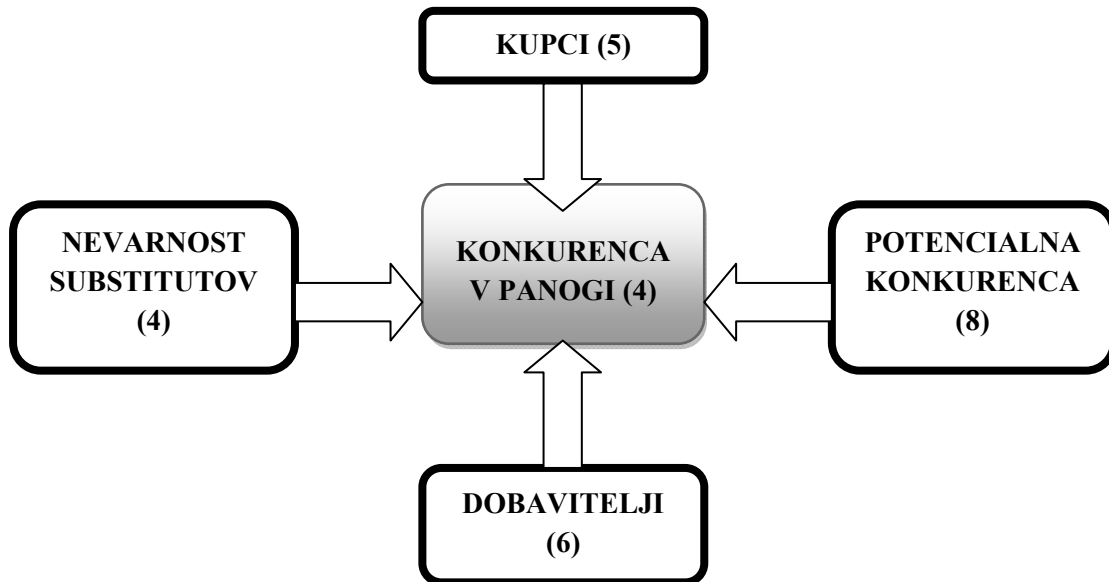 KUPCI (5)
NEVARNOST
SUBSTITUTOV
(4)
KONKURENCA
V PANOGI (4)
POTENCIALNA
KONKURENCA
(8)
DOBAVITELJI
(6)